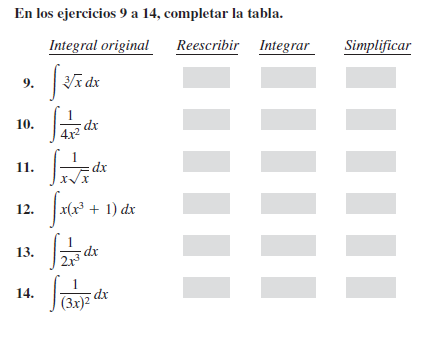 En los ejercicios 9 a 14, completar la tabla.
Integral original Reescribir Integrar Simplificar
9. ∫ ∛x dx
10. ∫ 1/(4x²) dx
11. ∫ 1/(x√x) dx
12. ∫ x(x³ + 1) dx
13. ∫ 1/(2x³) dx
14. ∫ 1/(3x)² dx